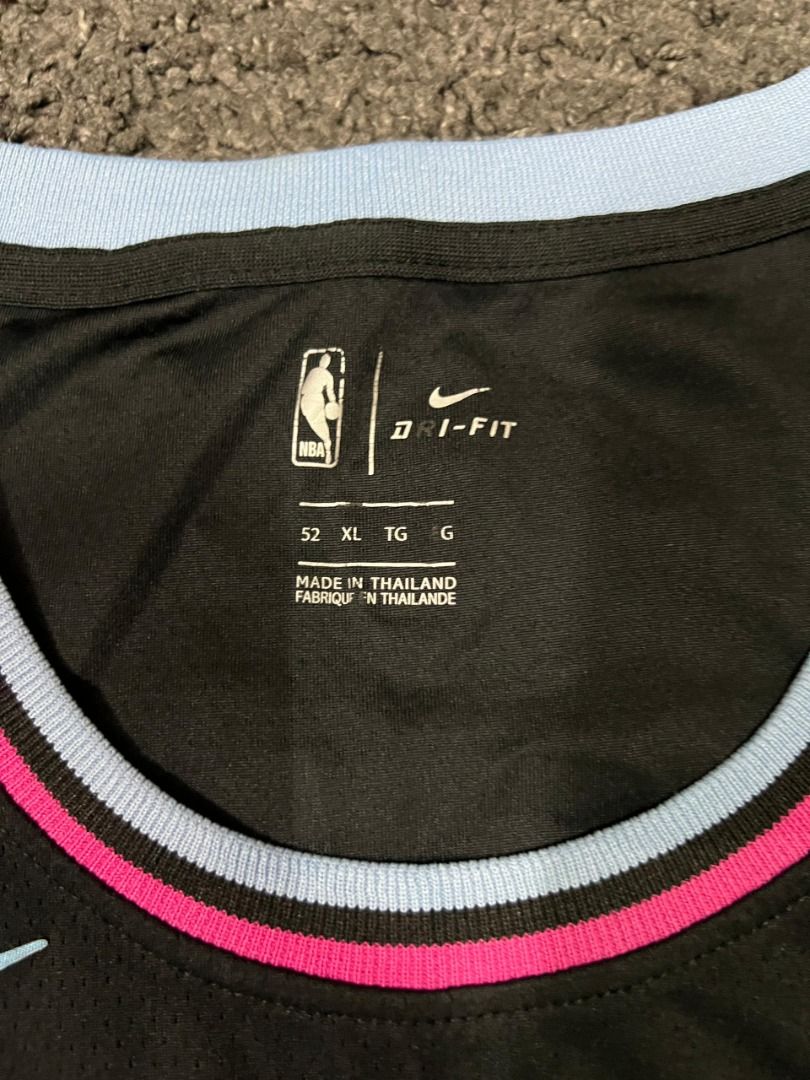 NBA
DRI-FIT
52 XL TG G
MADE IN THAILAND
FABRIQUE EN THAILANDE